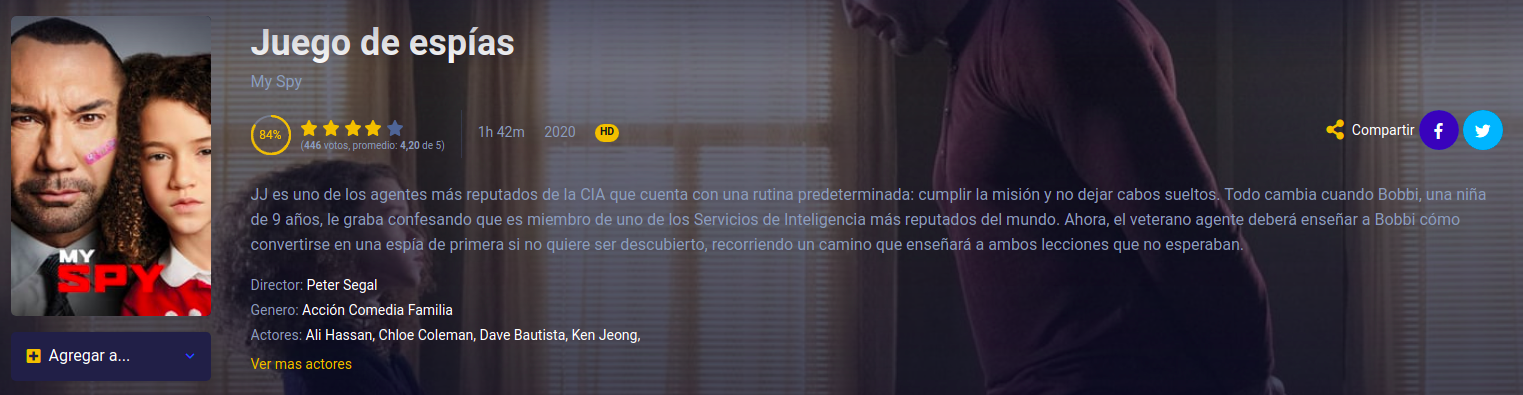 Juego de espías
My Spy
84%
(446 votos, promedio: 4,20 de 5)
1h 42m 2020 HD
Compartir
JJ es uno de los agentes más reputados de la CIA que cuenta con una rutina predeterminada: cumplir la misión y no dejar cabos sueltos. Todo cambia cuando Bobbi, una niña
de 9 años, le graba confesando que es miembro de uno de los Servicios de Inteligencia más reputados del mundo. Ahora, el veterano agente deberá enseñar a Bobbi cómo
convertirse en una espía de primera si no quiere ser descubierto, recorriendo un camino que enseñará a ambos lecciones que no esperaban.
Director: Peter Segal
Genero: Acción Comedia Familia
Actores: Ali Hassan, Chloe Coleman, Dave Bautista, Ken Jeong,
Ver mas actores
MY
SPY
Agregar a...